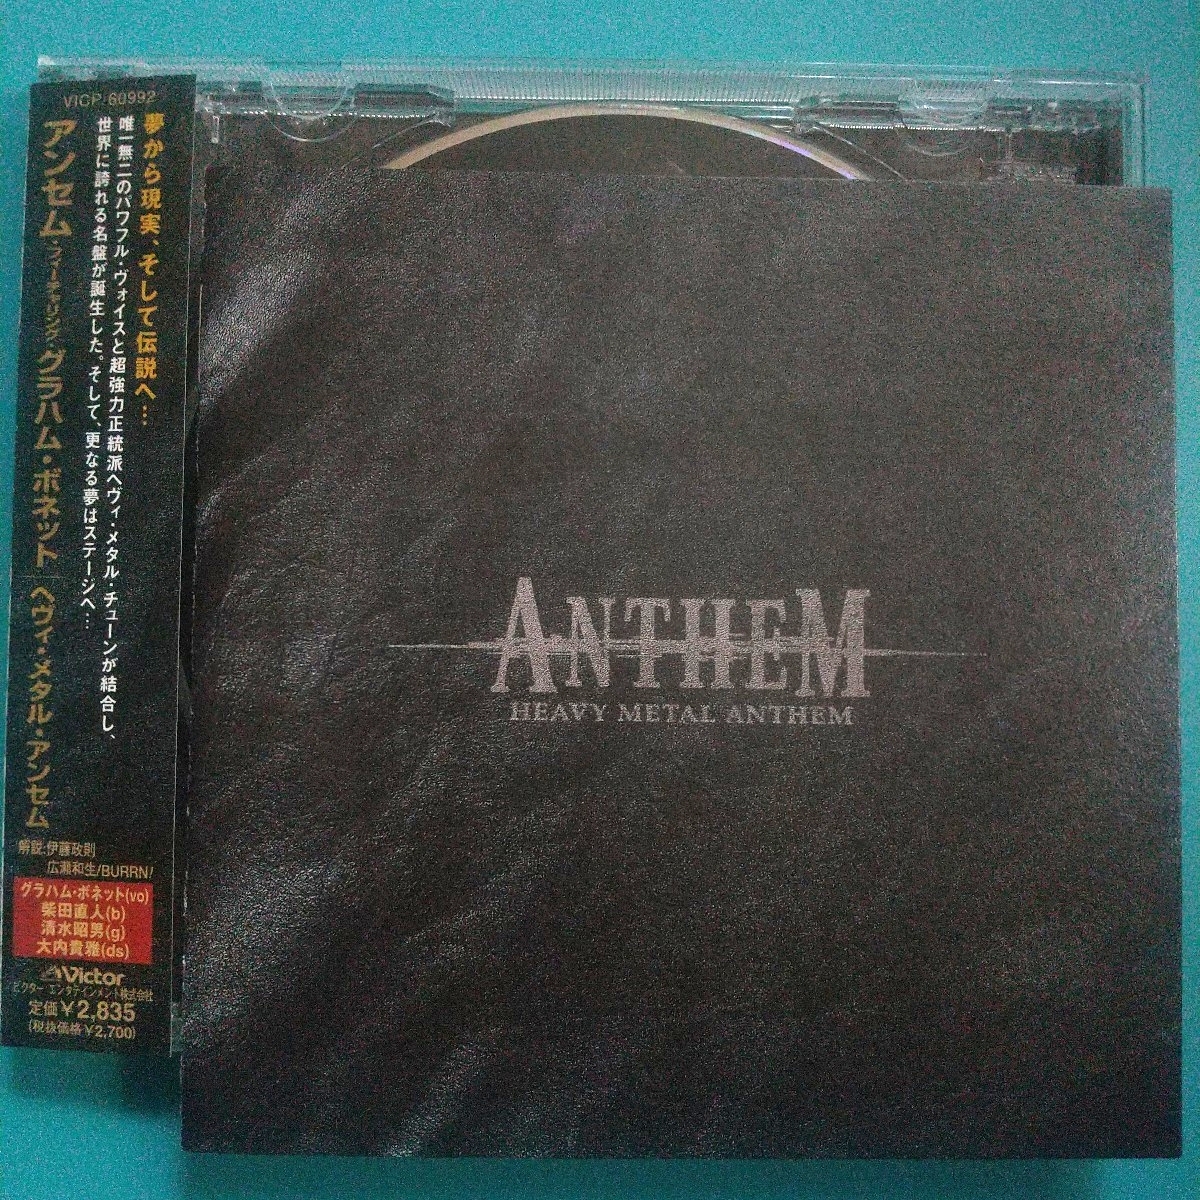 VICP-60992
夢から現実、そして伝説へ…
唯一無二のパワフル・ヴォイスと超強力正統派ヘヴィ・メタル・チューンが結合し、
世界に誇れる名盤が誕生した。そして、更なる夢はステージへ…
アンセム・フィーチャリング・グラハム・ボネット
ヘヴィ・メタル・アンセム
解説:伊藤政則
広瀬和生/BURRN!
グラハム・ボネット(vo)
柴田直人(b)
清水昭男(g)
大内貴雅(ds)
Victor
ビクターエンタテインメント株式会社
定価¥2,835
(税抜価格¥2,700)
ANTHEM
HEAVY METAL ANTHEM